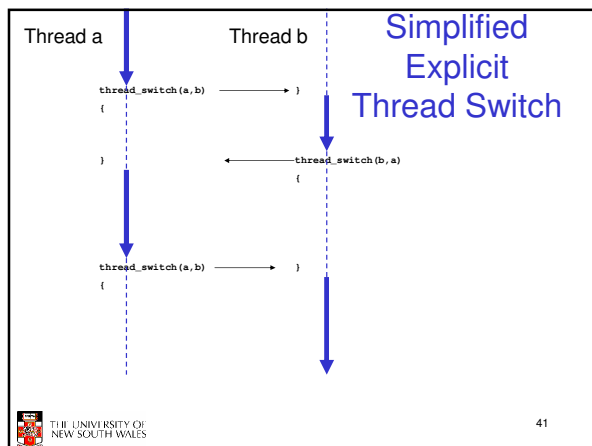 Thread a
Thread b
Simplified
Explicit
Thread Switch
thread_switch(a,b)
}
{
}
thread_switch(b,a)
{
thread_switch(a,b)
}
{
THE UNIVERSITY OF
NEW SOUTH WALES
41